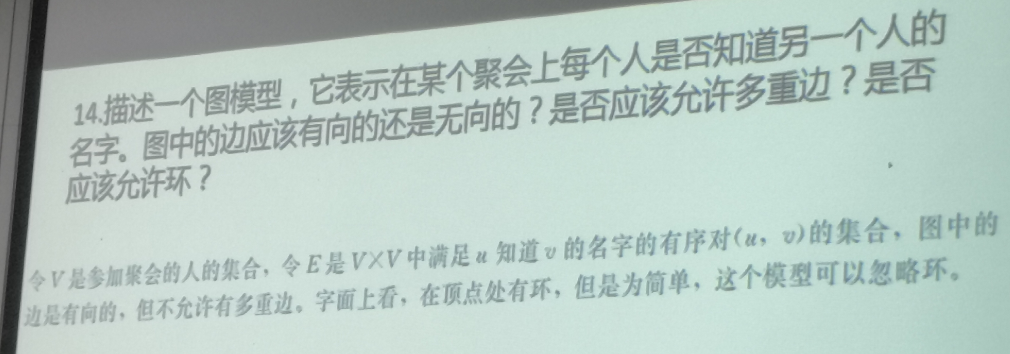 14.描述一个图模型，它表示在某个聚会上每个人是否知道另一个人的
名字。图中的边应该有向的还是无向的？是否应该允许多重边？是否
应该允许环？
令V是参加聚会的人的集合，令E是V×V中满足u知道v的名字的有序对(u，v)的集合，图中的
边是有向的，但不允许有多重边。字面上看，在顶点处有环，但是为简单，这个模型可以忽略环。